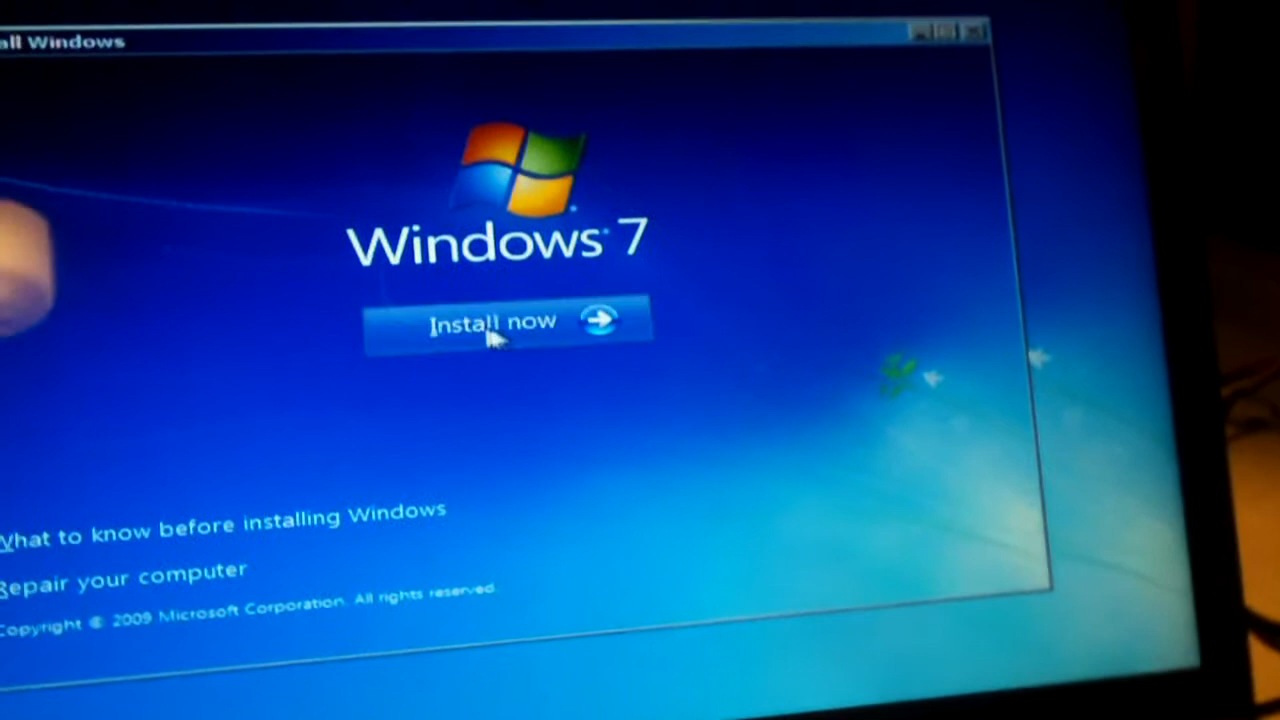 all Windows
Windows 7
Install now
What to know before installing Windows
Repair your computer
Copyright © 2009 Microsoft Corporation. All rights reserved.